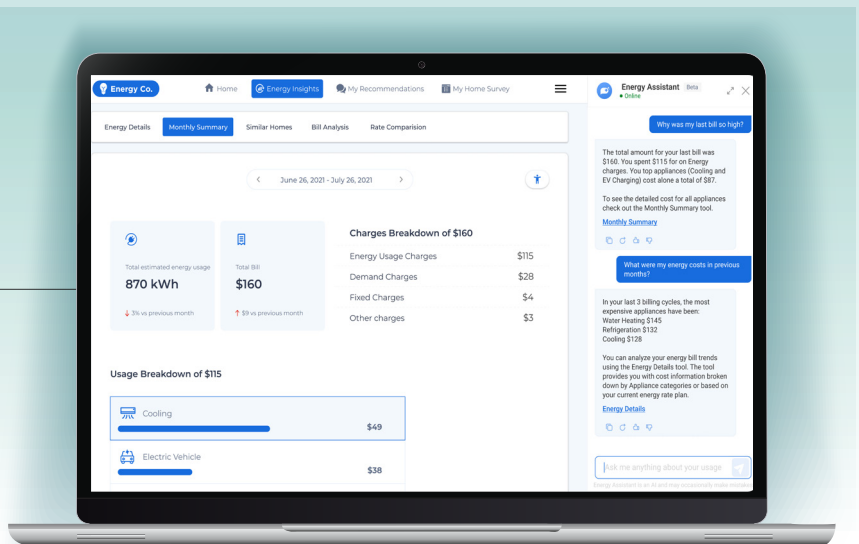 Energy Co.
Home
Energy Insights
My Recommendations
My Home Survey
Energy Details
Monthly Summary
Similar Homes
Bill Analysis
Rate Comparision
June 26, 2021 - July 26, 2021
Total estimated energy usage
870 kWh
3% vs previous month
Total Bill
$160
$9 vs previous month
Charges Breakdown of $160
Energy Usage Charges $115
Demand Charges $28
Fixed Charges $4
Other charges $3
Usage Breakdown of $115
Cooling
$49
Electric Vehicle
$38
Energy Assistant Beta
Online
Why was my last bill so high?
The total amount for your last bill was
$160. You spent $115 for on Energy
charges. You top appliances (Cooling and
EV Charging) cost alone a total of $87.
To see the detailed cost for all appliances
check out the Monthly Summary tool.
Monthly Summary
What were my energy costs in previous
months?
In your last 3 billing cycles, the most
expensive appliances have been:
Water Heating $145
Refrigeration $132
Cooling $128
You can analyze your energy bill trends
using the Energy Details tool. The tool
provides you with cost information broken
down by Appliance categories or based on
your current energy rate plan.
Energy Details
Ask me anything about your usage
Energy Assistant is an AI and may occasionally make mistakes